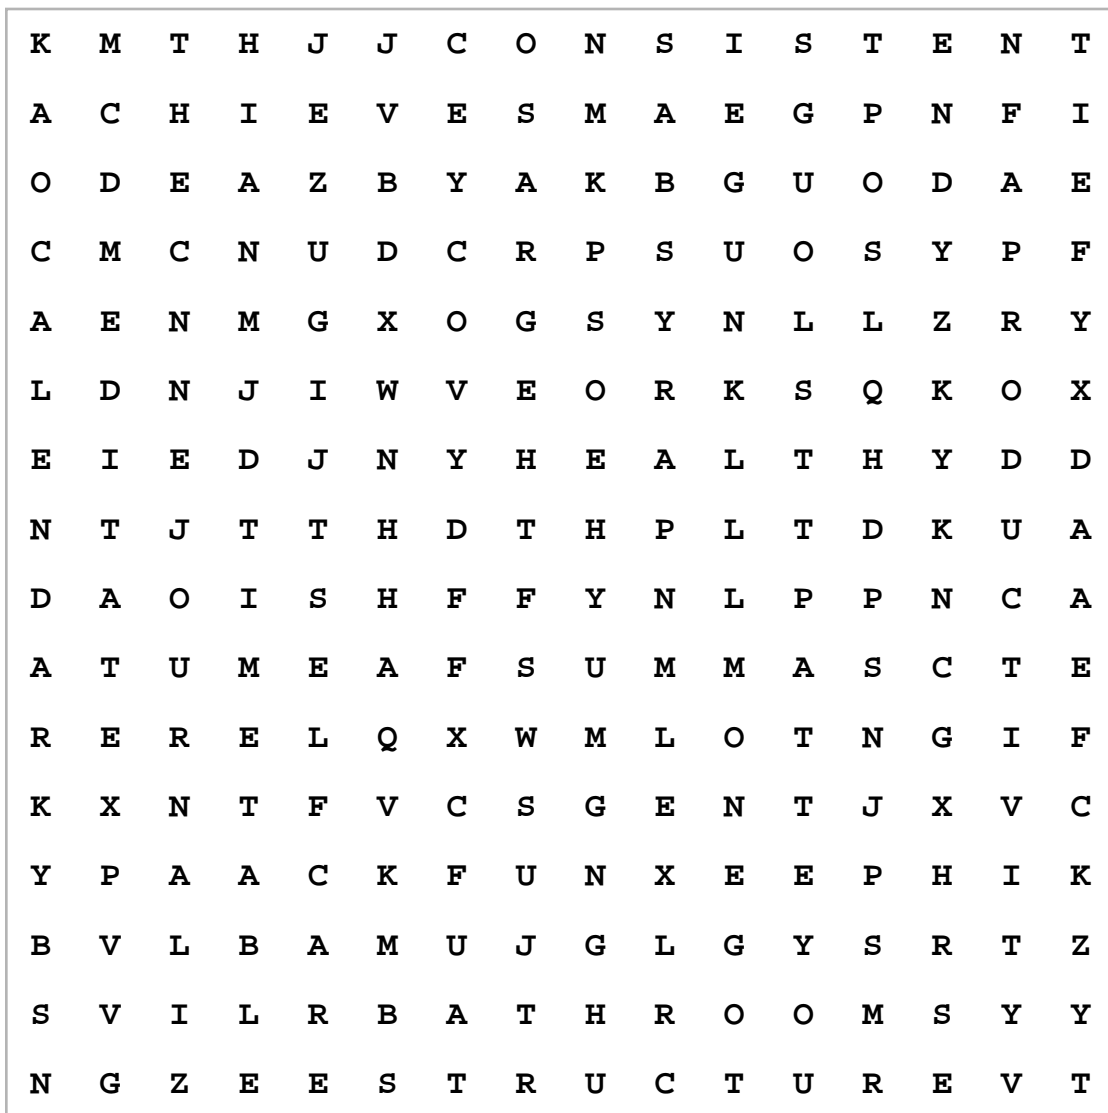 K M T H J J C O N S I S T E N T
A C H I E V E S M A E G P N F I
O D E A Z B Y A K B G U O D A E
C M C N U D C R P S U O S Y P F
A E N M G X O G S Y N L L Z R Y
L D N J I W V E O R K S Q K O X
E I E D J N Y H E A L T H Y D D
N T J T T H D T H P L T D K U A
D A O I S H F F Y N L P P N C A
A T U M E A F S U M M A S C T E
R E R E L Q X W M L O T N G I F
K X N T F V C S G E N T J X V C
Y P A A C K F U N X E E P H I K
B V L B A M U J G L G Y S R T Z
S V I L R B A T H R O O M S Y Y
N G Z E E S T R U C T U R E V T